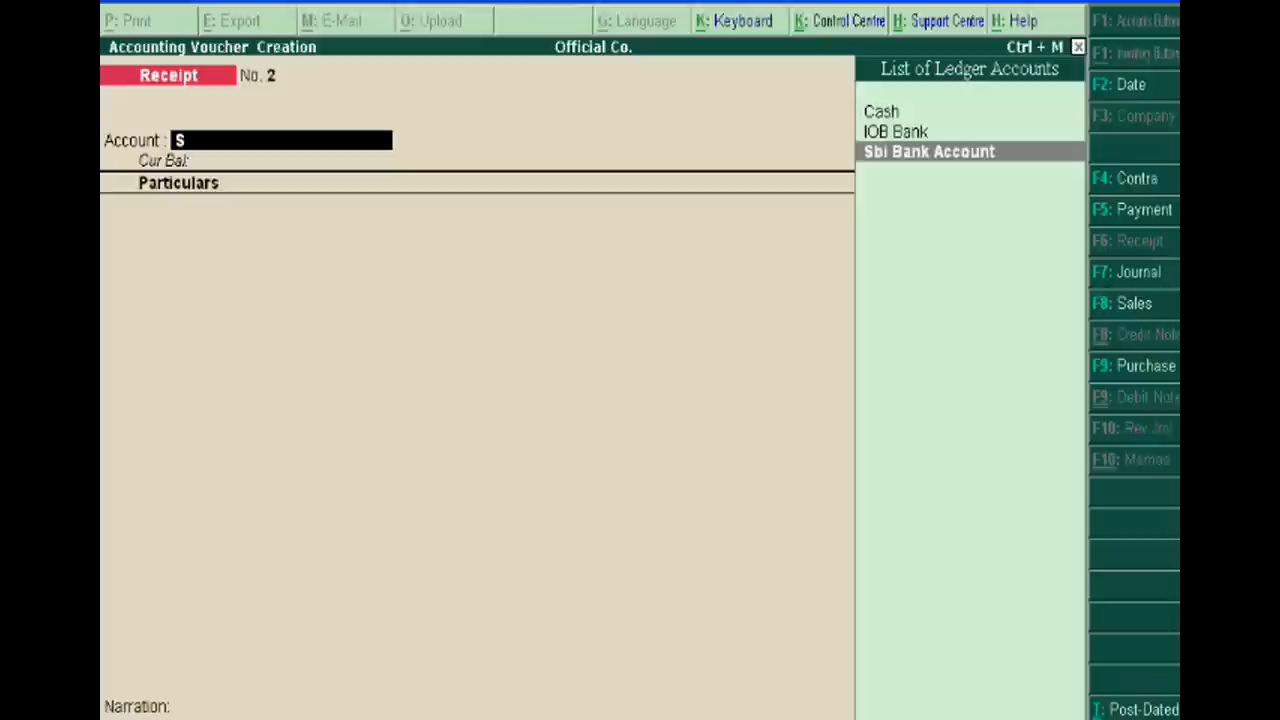 P: Print E: Export M: E-Mail O: Upload G: Language K: Keyboard K: Control Centre H: Support Centre H: Help
Accounting Voucher Creation Official Co. Ctrl + M
Receipt No. 2
Account : S
Cur Bal:
Particulars
Narration:
List of Ledger Accounts
Cash
IOB Bank
Sbi Bank Account
F2: Date
F3: Company
F4: Contra
F5: Payment
F6: Receipt
F7: Journal
F8: Sales
F8: Credit Note
F9: Purchase
F9: Debit Note
F10: Rev Jrnl
F10: Memos
T: Post-Dated